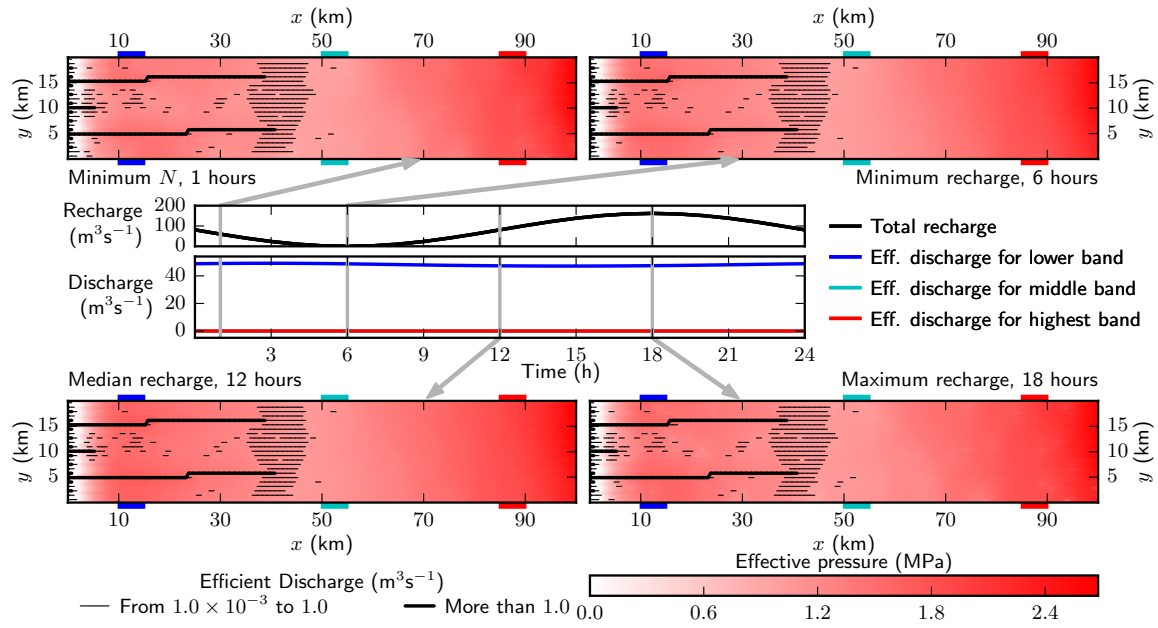 x (km)
x (km)
10 30 50 70 90
10 30 50 70 90
y (km)
15
10
5
15
10
5
y (km)
Minimum N, 1 hours
Minimum recharge, 6 hours
Recharge
(m³s⁻¹)
200
100
0
Discharge
(m³s⁻¹)
40
20
0
3 6 9 12 15 18 21 24
Time (h)
Total recharge
Eff. discharge for lower band
Eff. discharge for middle band
Eff. discharge for highest band
Median recharge, 12 hours
Maximum recharge, 18 hours
y (km)
15
10
5
15
10
5
y (km)
10 30 50 70 90
10 30 50 70 90
x (km)
x (km)
Efficient Discharge (m³s⁻¹)
From 1.0 × 10⁻³ to 1.0
More than 1.0
Effective pressure (MPa)
0.0 0.6 1.2 1.8 2.4